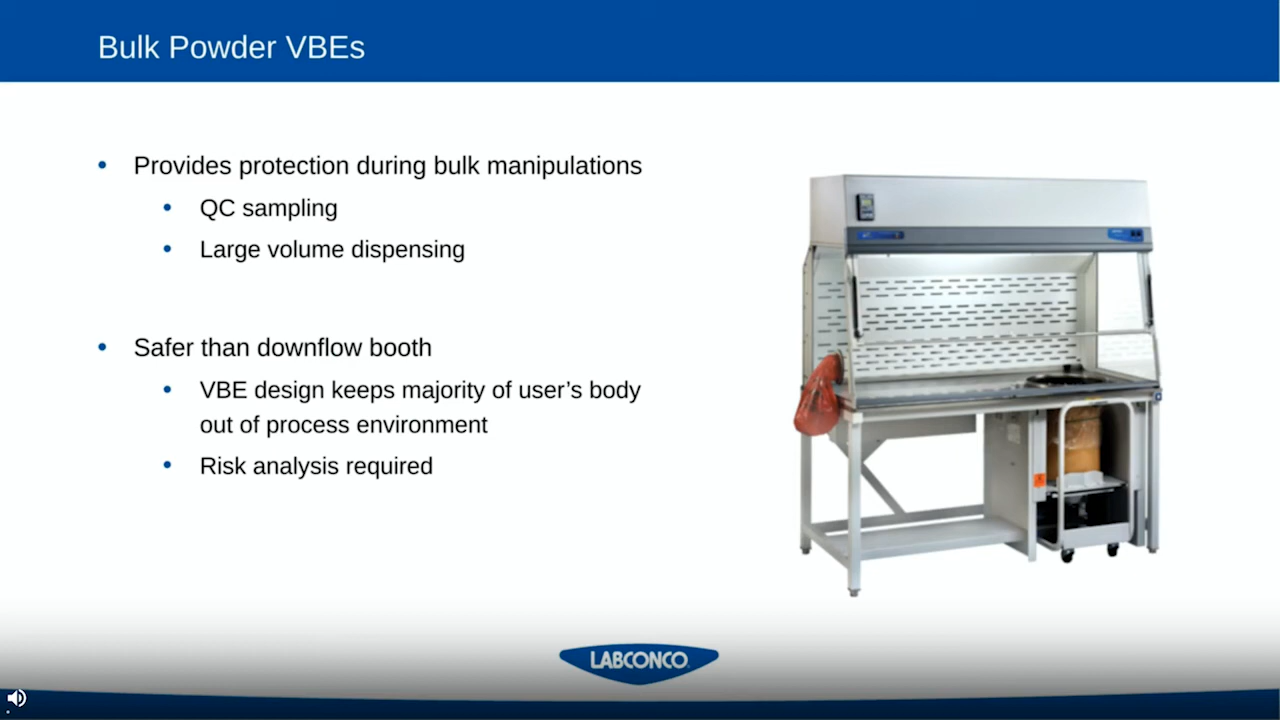 Bulk Powder VBEs
Provides protection during bulk manipulations
QC sampling
Large volume dispensing
Safer than downflow booth
VBE design keeps majority of user’s body
out of process environment
Risk analysis required
LABCONCO